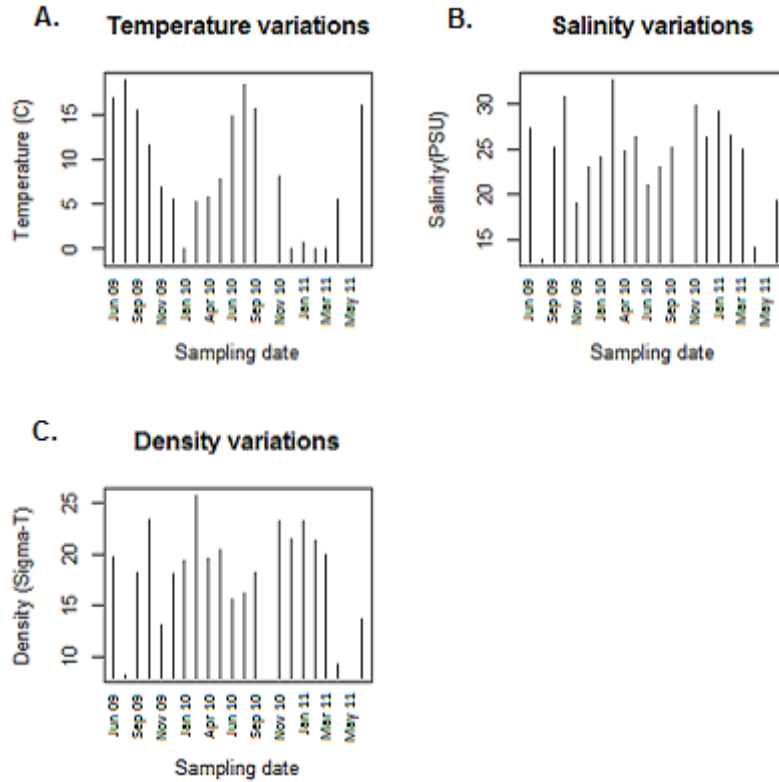 A. Temperature variations
Temperature (C)
15
10
5
0
Jun 09 Sep 09 Nov 09 Jan 10 Apr 10 Jun 10 Sep 10 Nov 10 Jan 11 Mar 11 May 11
Sampling date
B. Salinity variations
Salinity(PSU)
30
25
20
15
Jun 09 Sep 09 Nov 09 Jan 10 Apr 10 Jun 10 Sep 10 Nov 10 Jan 11 Mar 11 May 11
Sampling date
C. Density variations
Density (Sigma-T)
25
20
15
10
Jun 09 Sep 09 Nov 09 Jan 10 Apr 10 Jun 10 Sep 10 Nov 10 Jan 11 Mar 11 May 11
Sampling date